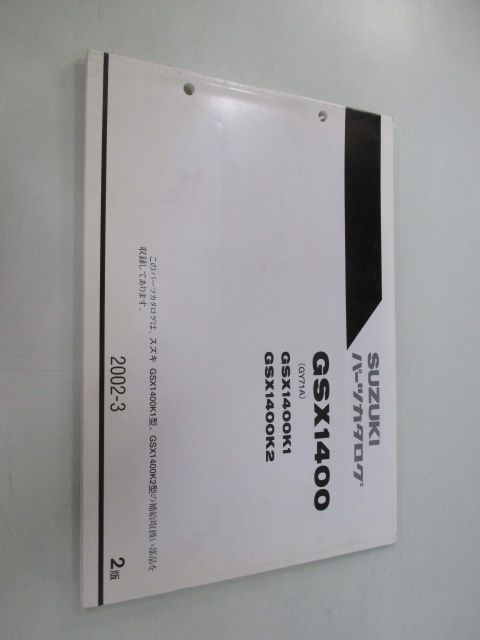 SUZUKI
パーツカタログ
GSX1400
(GY71A)
GSX1400K1
GSX1400K2
このパーツカタログは、スズキ GSX1400K1型、GSX1400K2型の補給取扱い部品を
収録してあります。
2002-3
2版